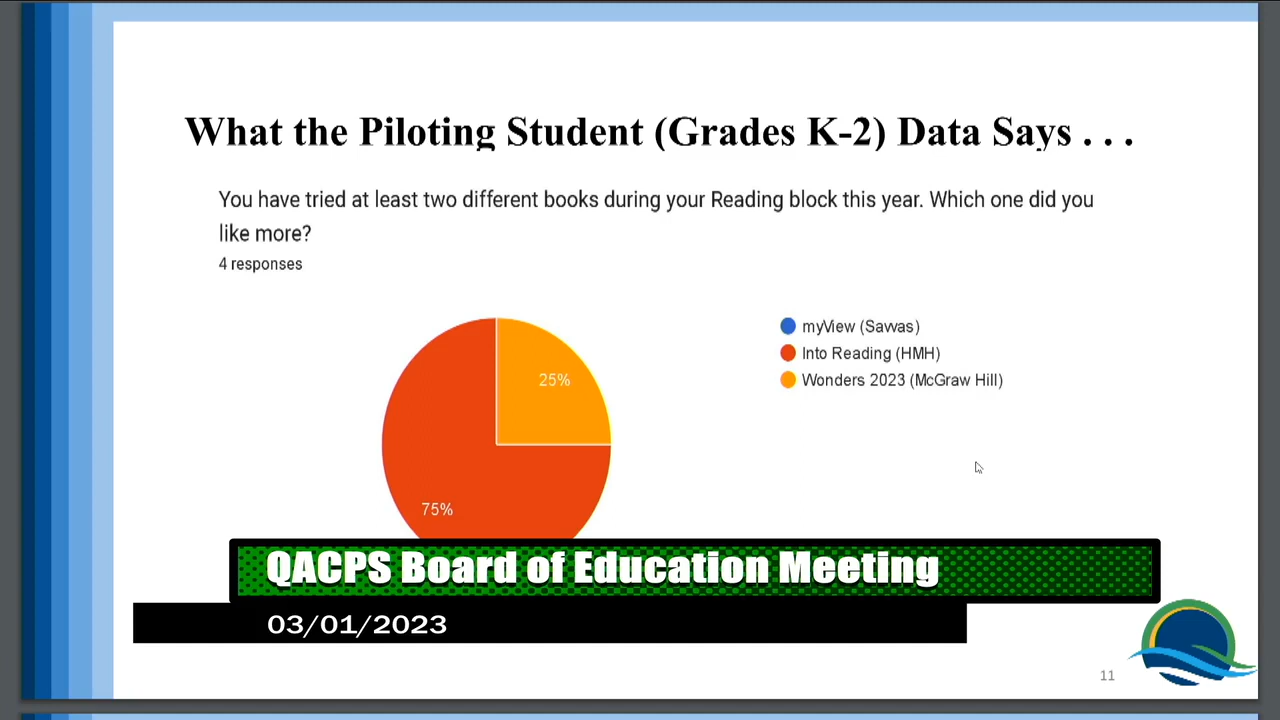 What the Piloting Student (Grades K-2) Data Says . . .
You have tried at least two different books during your Reading block this year. Which one did you
like more?
4 responses
myView (Savvas)
Into Reading (HMH)
Wonders 2023 (McGraw Hill)
25%
75%
QACPS Board of Education Meeting
03/01/2023
11